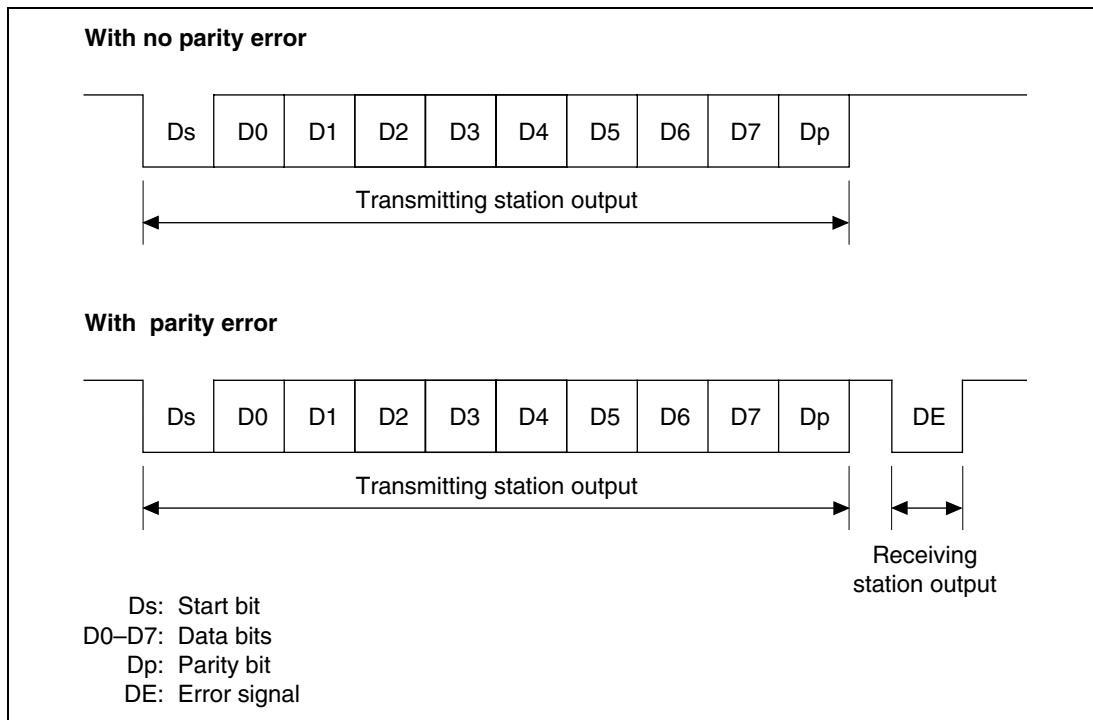 With no parity error
Ds D0 D1 D2 D3 D4 D5 D6 D7 Dp
Transmitting station output
With parity error
Ds D0 D1 D2 D3 D4 D5 D6 D7 Dp DE
Transmitting station output
Receiving
station output
Ds: Start bit
D0–D7: Data bits
Dp: Parity bit
DE: Error signal